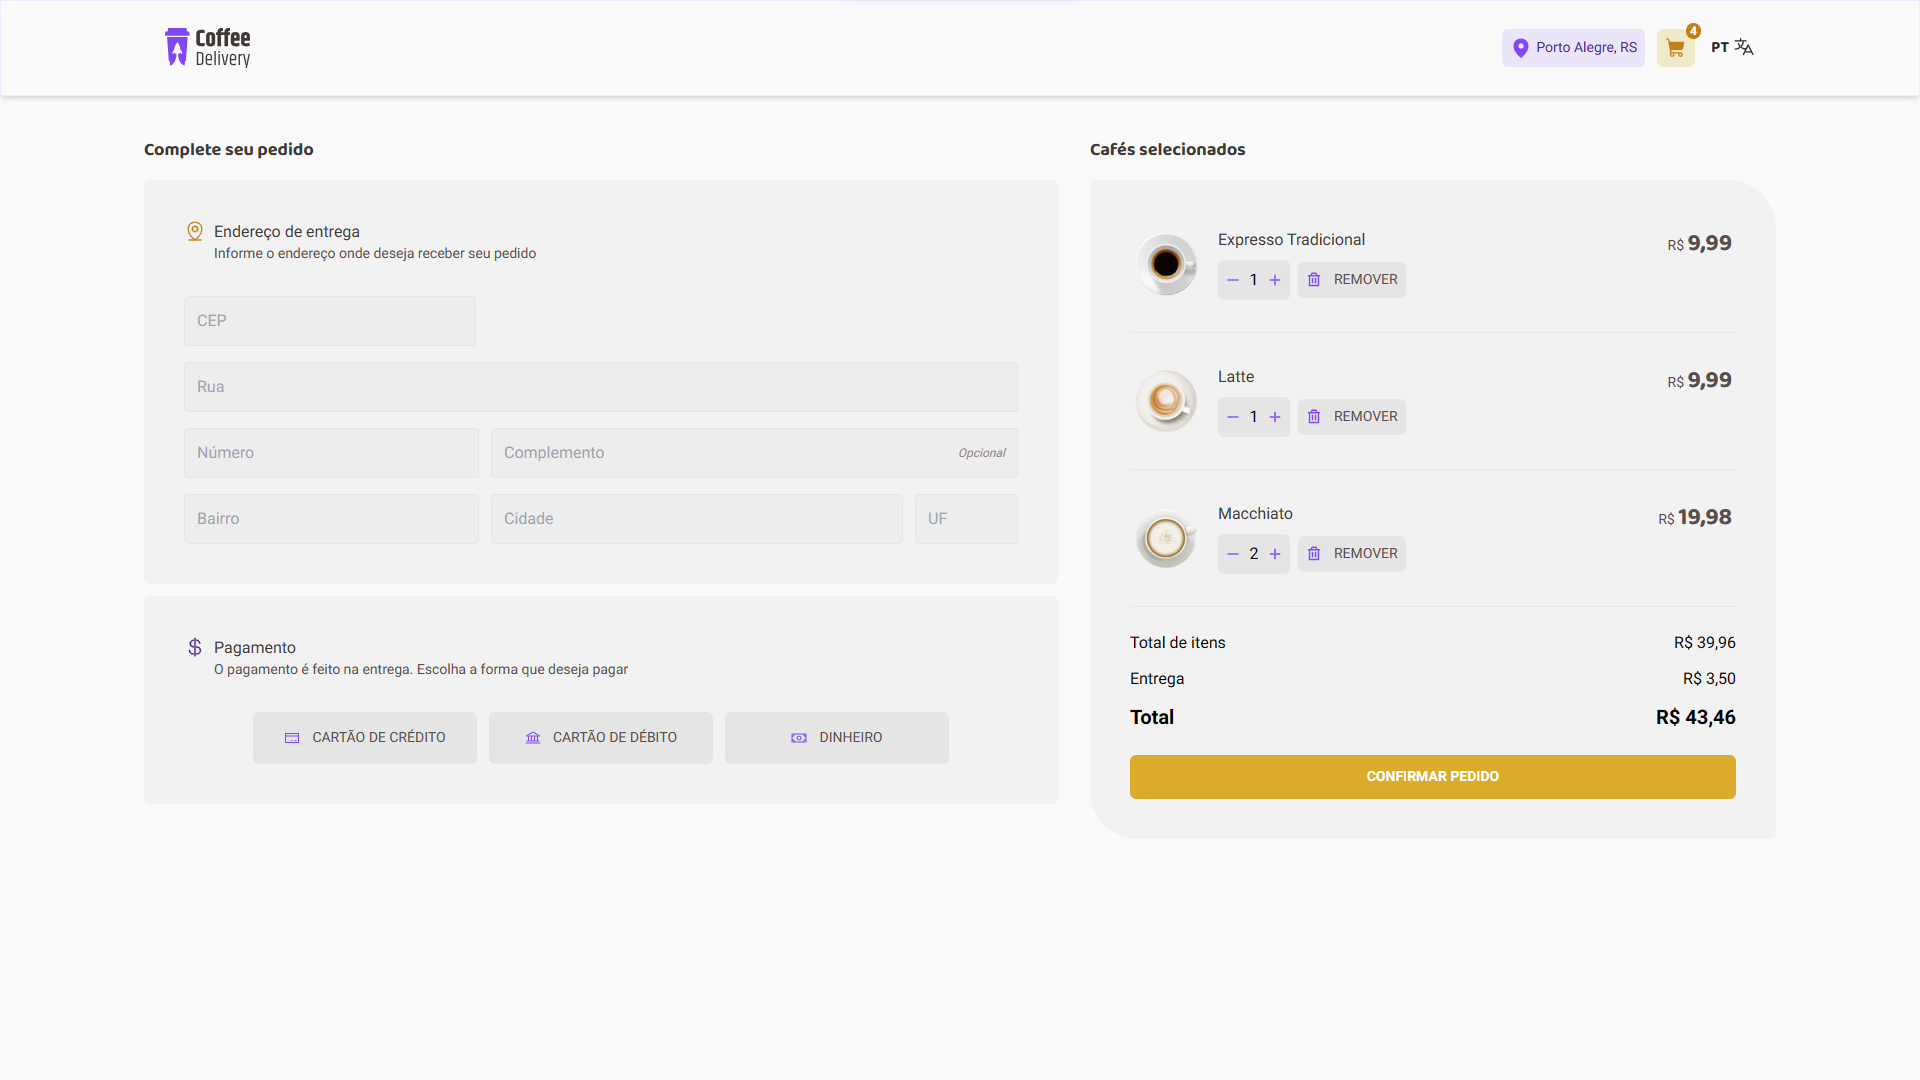 Coffee
Delivery
Porto Alegre, RS
4
PT
Complete seu pedido
Endereço de entrega
Informe o endereço onde deseja receber seu pedido
CEP
Rua
Número
Complemento
Opcional
Bairro
Cidade
UF
Pagamento
O pagamento é feito na entrega. Escolha a forma que deseja pagar
CARTÃO DE CRÉDITO
CARTÃO DE DÉBITO
DINHEIRO
Cafés selecionados
Expresso Tradicional
R$ 9,99
1
REMOVER
Latte
R$ 9,99
1
REMOVER
Macchiato
R$ 19,98
2
REMOVER
Total de itens R$ 39,96
Entrega R$ 3,50
Total R$ 43,46
CONFIRMAR PEDIDO